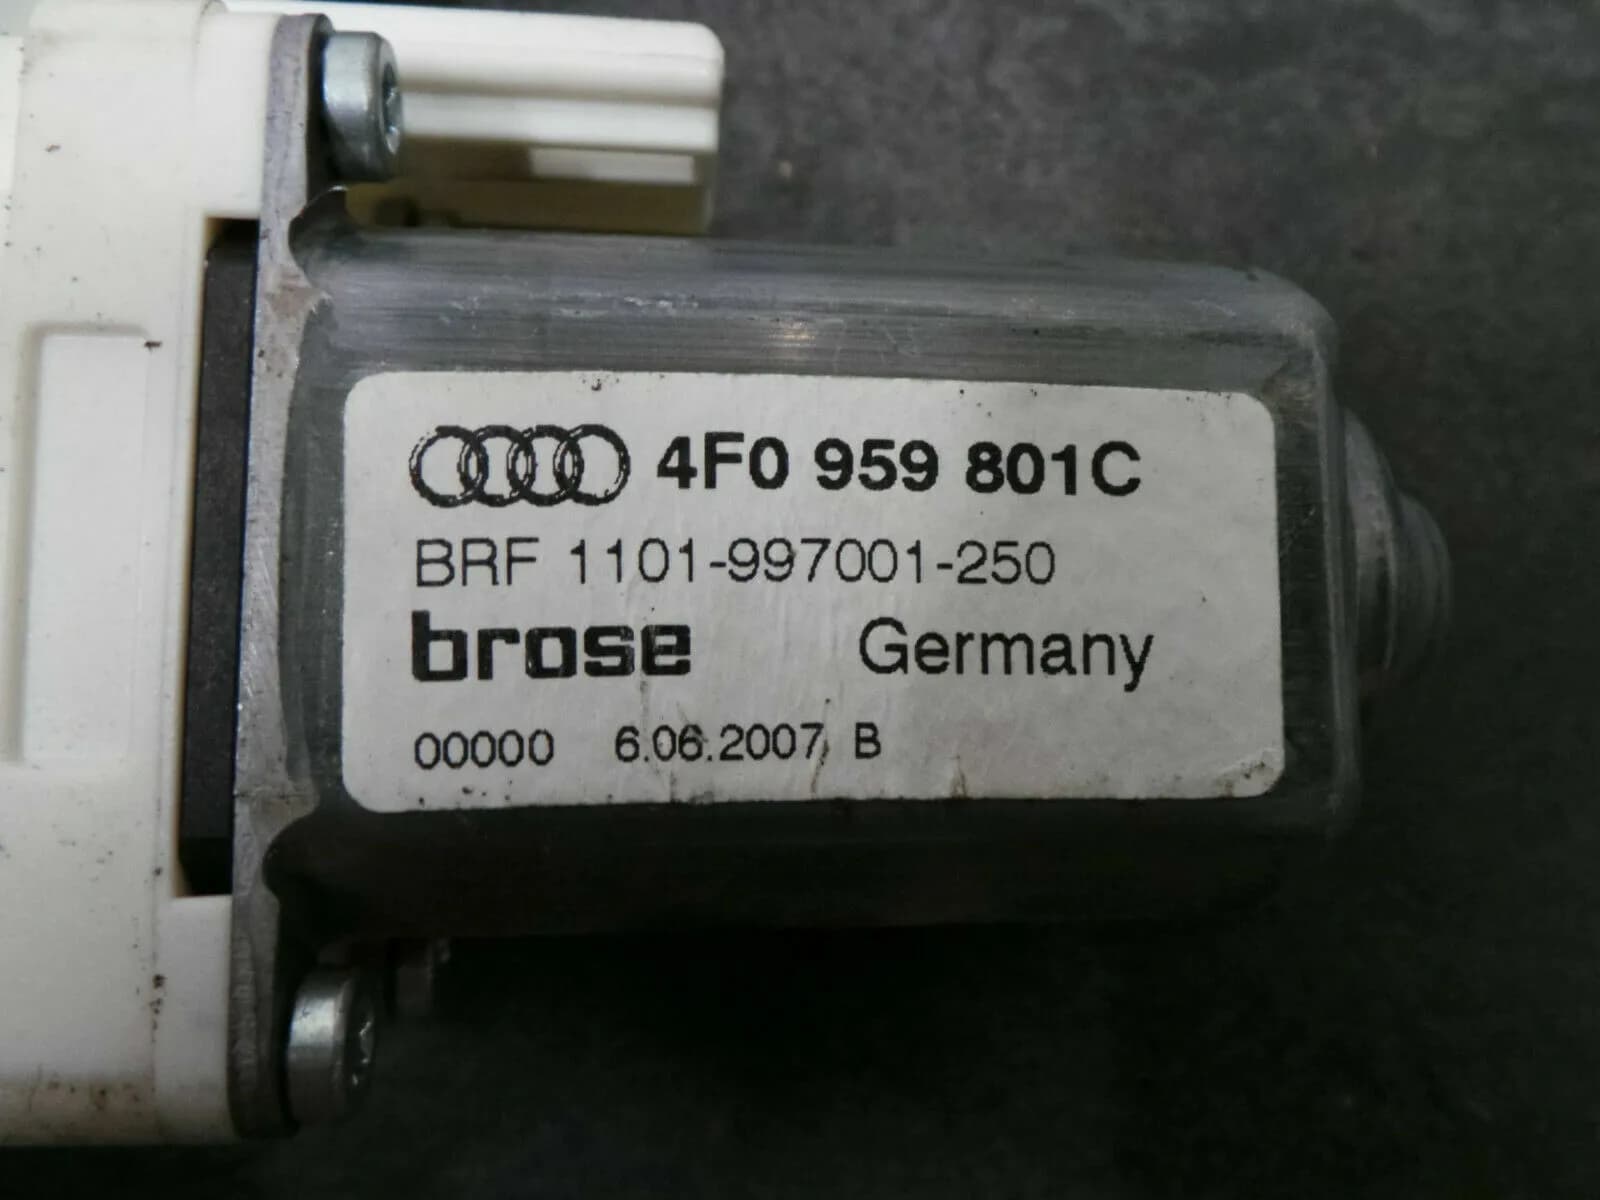 4F0 959 801C
BRF 1101-997001-250
brose Germany
00000 6.06.2007 B